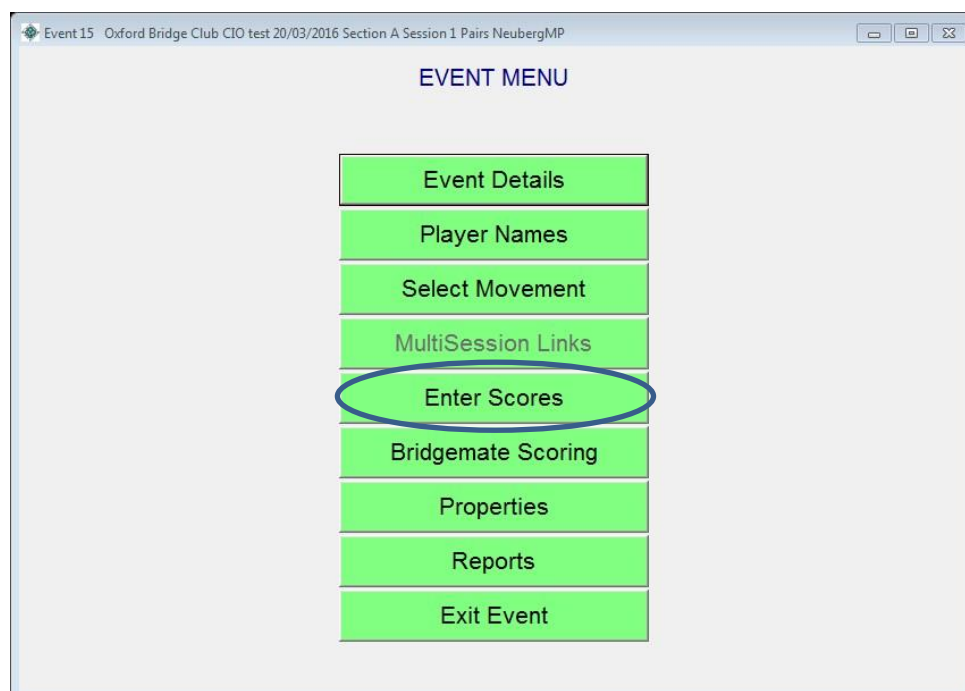 Event 15 Oxford Bridge Club CIO test 20/03/2016 Section A Session 1 Pairs NeubergMP
EVENT MENU
Event Details
Player Names
Select Movement
MultiSession Links
Enter Scores
Bridgemate Scoring
Properties
Reports
Exit Event